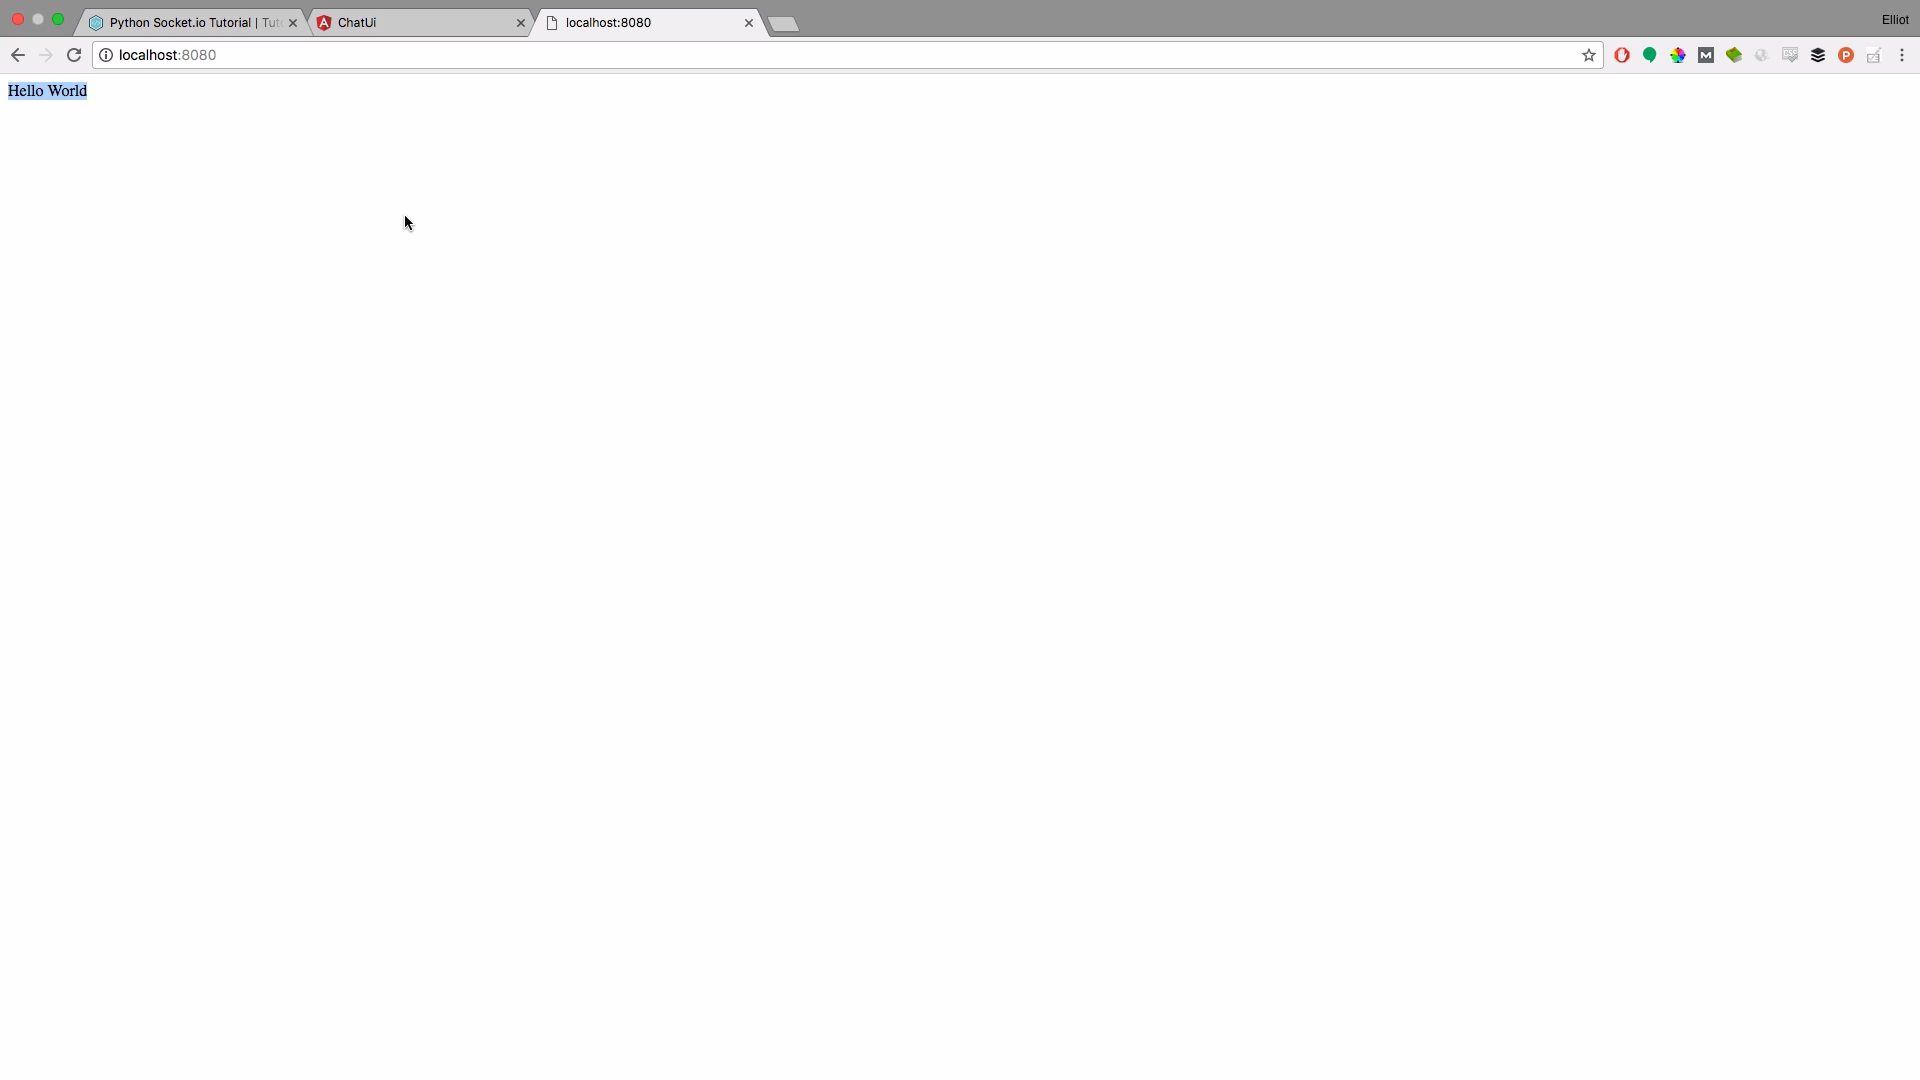 Python Socket.io Tutorial | Tut
ChatUi
localhost:8080
Elliot
localhost:8080
Hello World